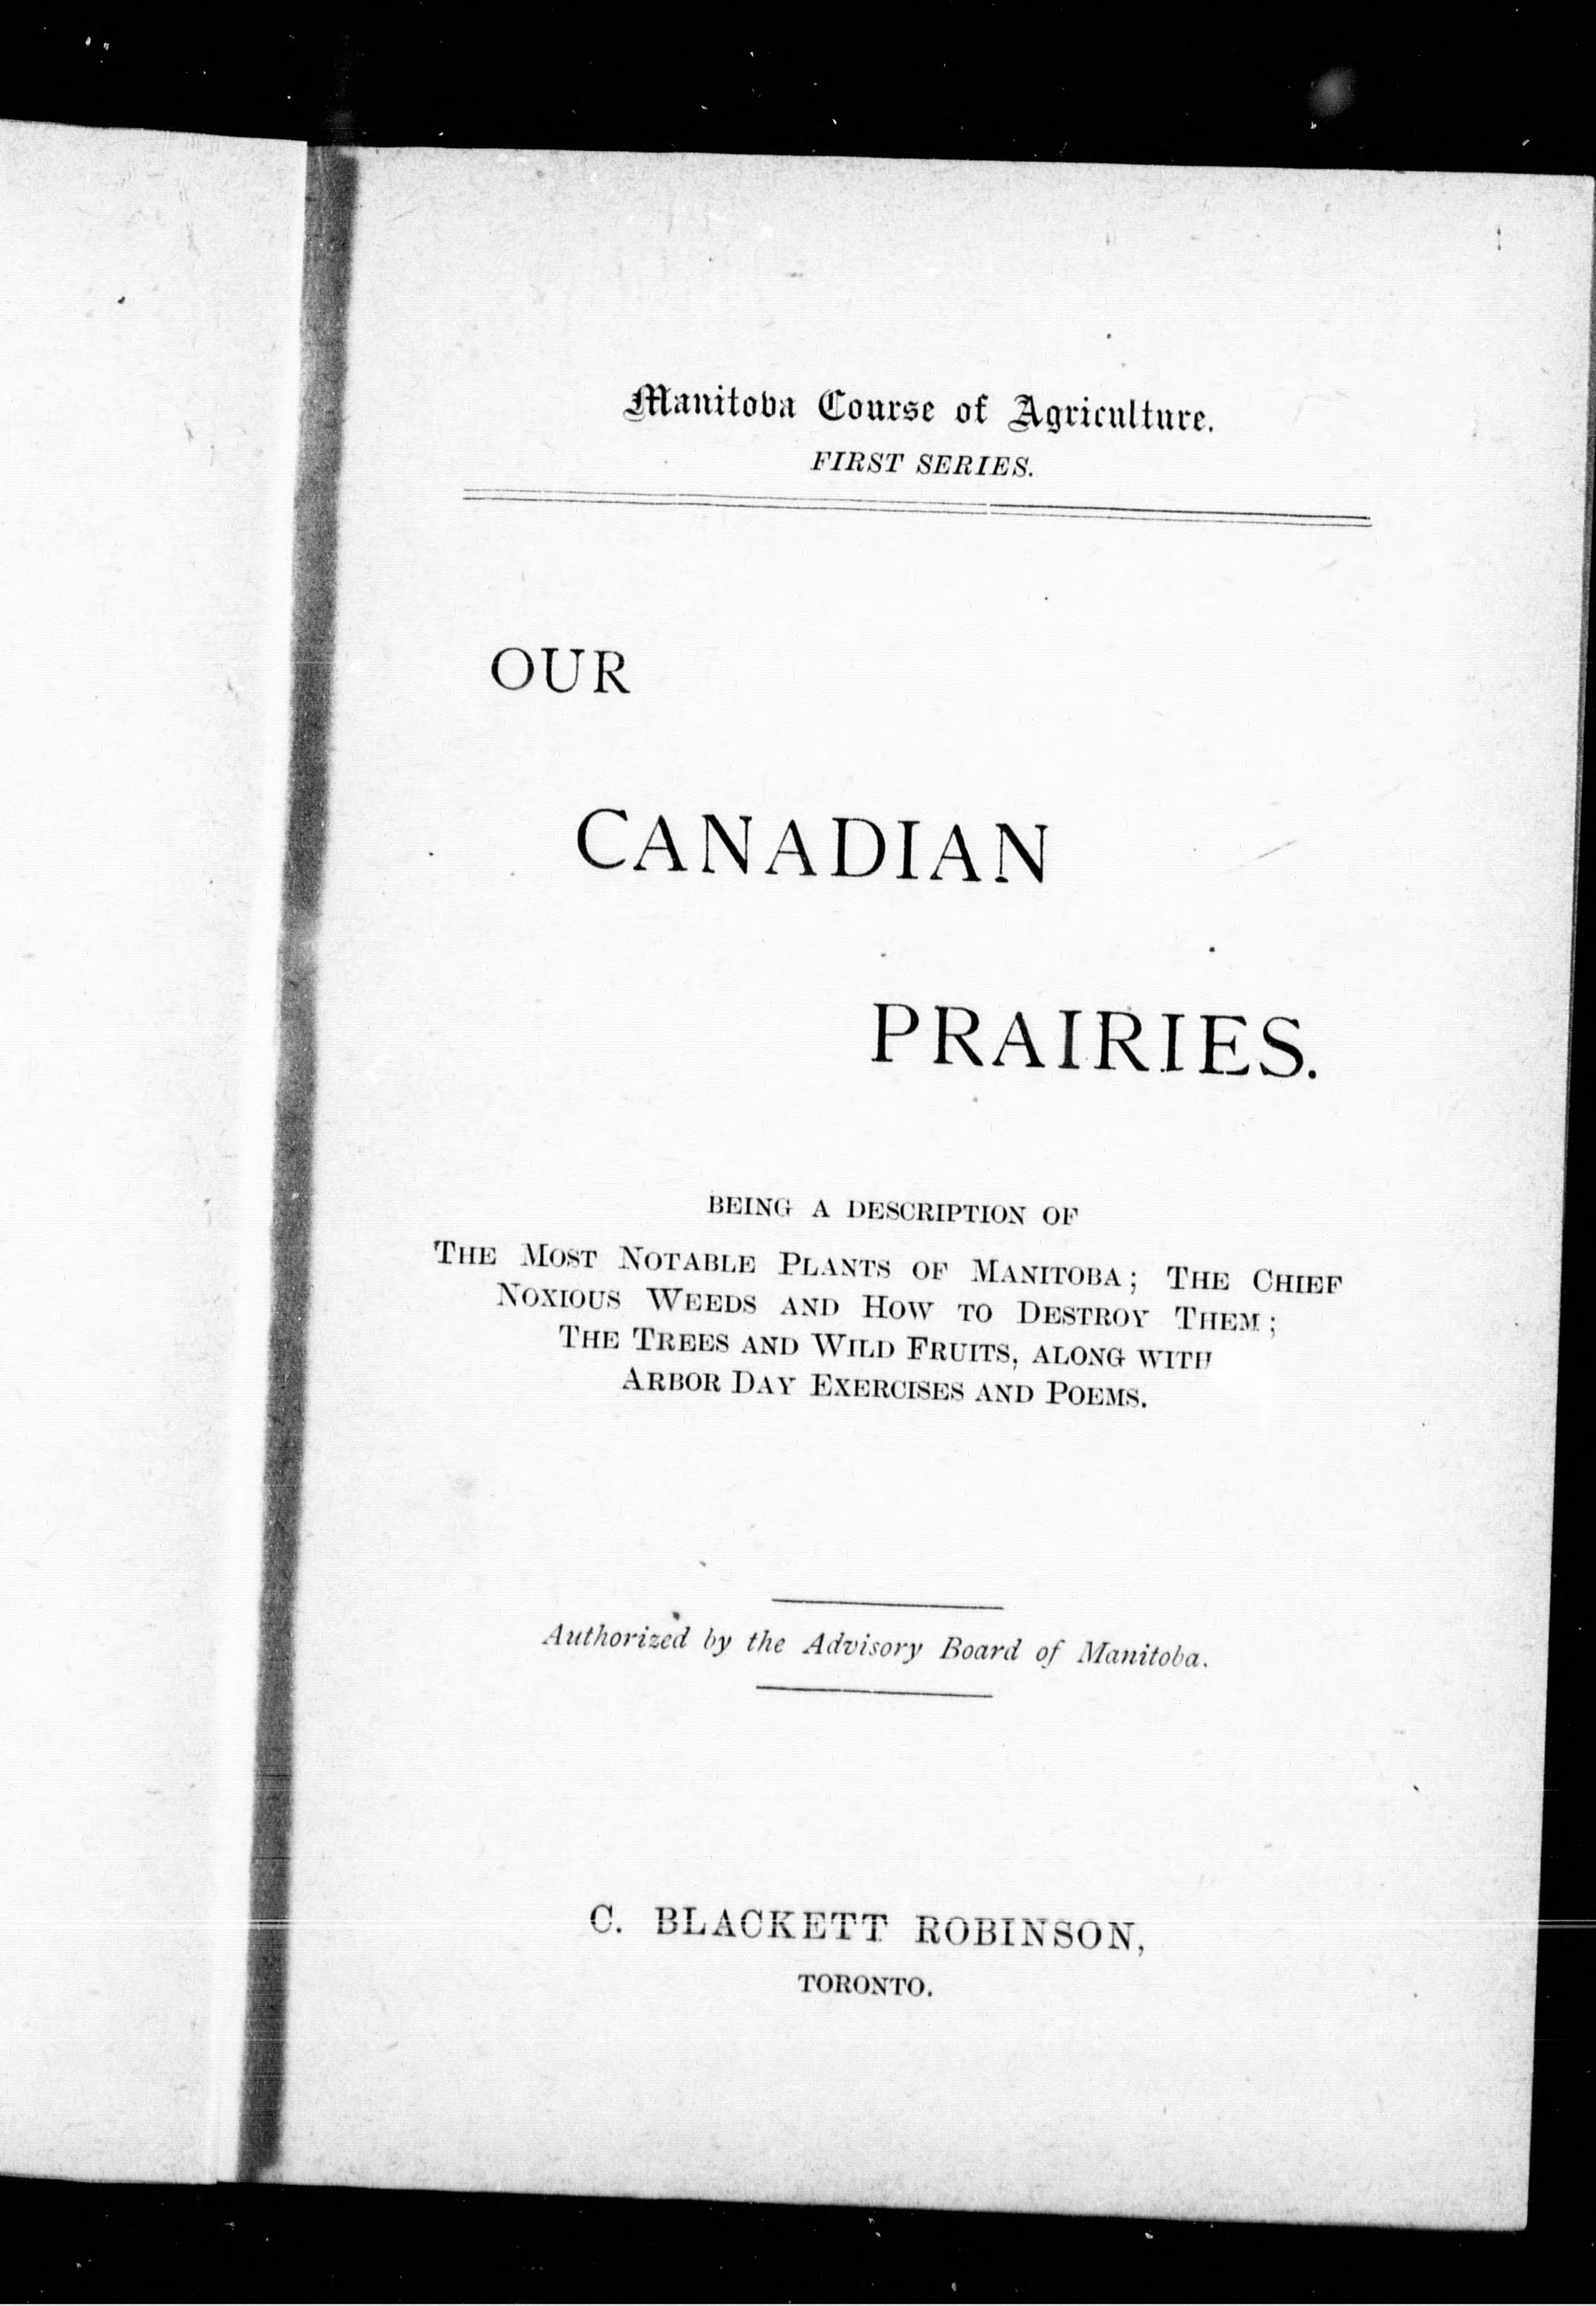 Manitoba Course of Agriculture.
FIRST SERIES.
OUR
CANADIAN
PRAIRIES.
BEING A DESCRIPTION OF
THE MOST NOTABLE PLANTS OF MANITOBA; THE CHIEF
NOXIOUS WEEDS AND HOW TO DESTROY THEM;
THE TREES AND WILD FRUITS, ALONG WITH
ARBOR DAY EXERCISES AND POEMS.
Authorized by the Advisory Board of Manitoba.
C. BLACKETT ROBINSON,
TORONTO.